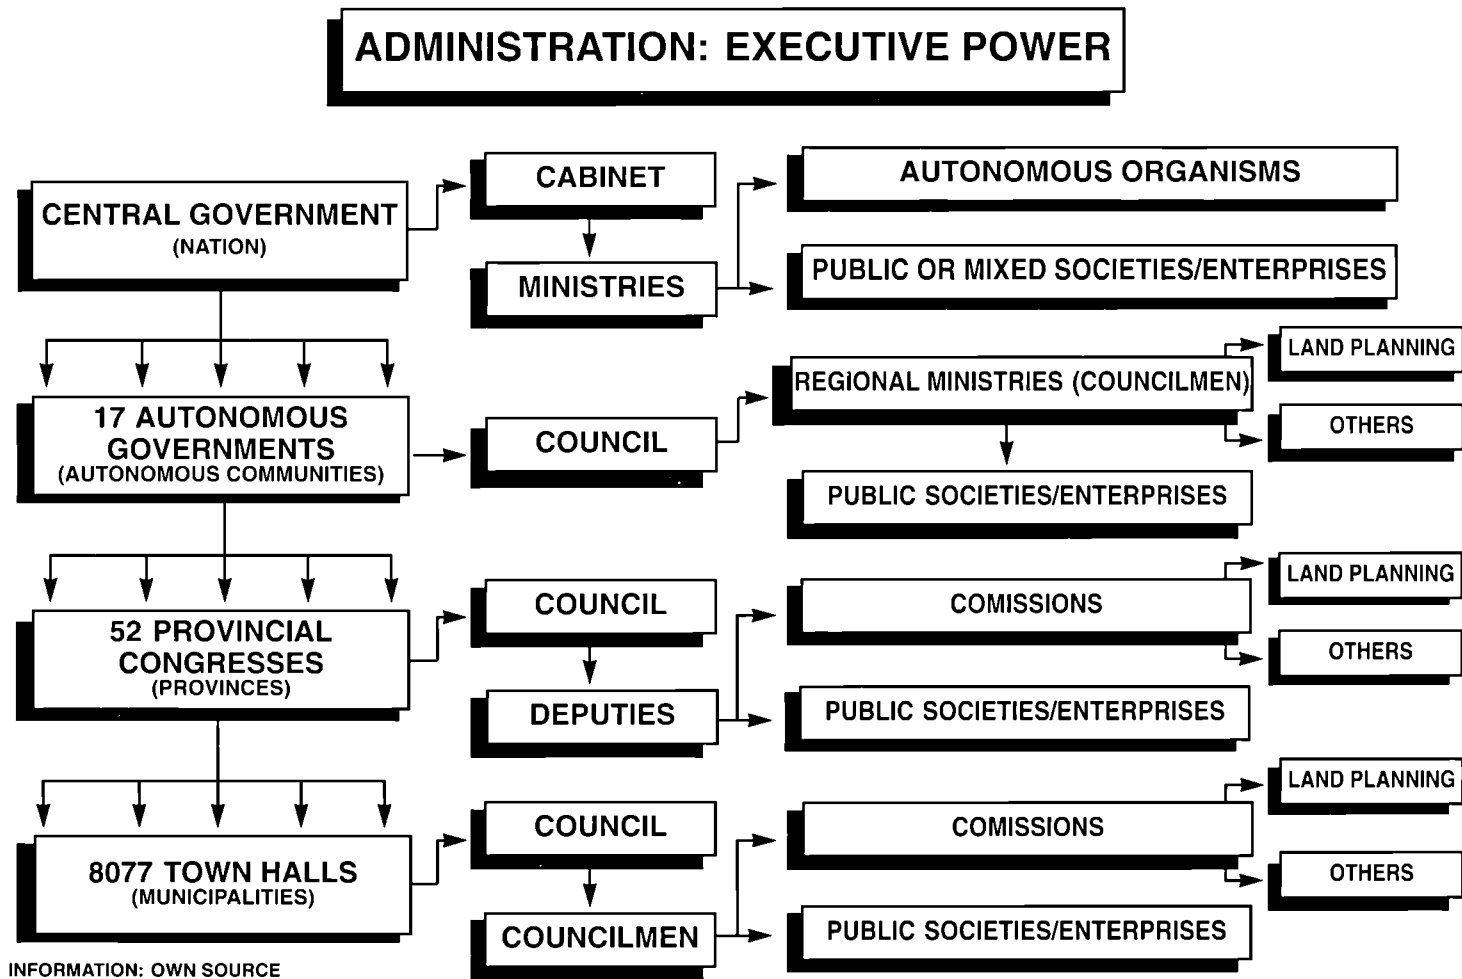 ADMINISTRATION: EXECUTIVE POWER
CENTRAL GOVERNMENT
(NATION)
CABINET
MINISTRIES
AUTONOMOUS ORGANISMS
PUBLIC OR MIXED SOCIETIES/ENTERPRISES
17 AUTONOMOUS
GOVERNMENTS
(AUTONOMOUS COMMUNITIES)
COUNCIL
REGIONAL MINISTRIES (COUNCILMEN)
LAND PLANNING
OTHERS
PUBLIC SOCIETIES/ENTERPRISES
52 PROVINCIAL
CONGRESSES
(PROVINCES)
COUNCIL
DEPUTIES
COMISSIONS
LAND PLANNING
OTHERS
PUBLIC SOCIETIES/ENTERPRISES
8077 TOWN HALLS
(MUNICIPALITIES)
COUNCIL
COUNCILMEN
COMISSIONS
LAND PLANNING
OTHERS
PUBLIC SOCIETIES/ENTERPRISES
INFORMATION: OWN SOURCE